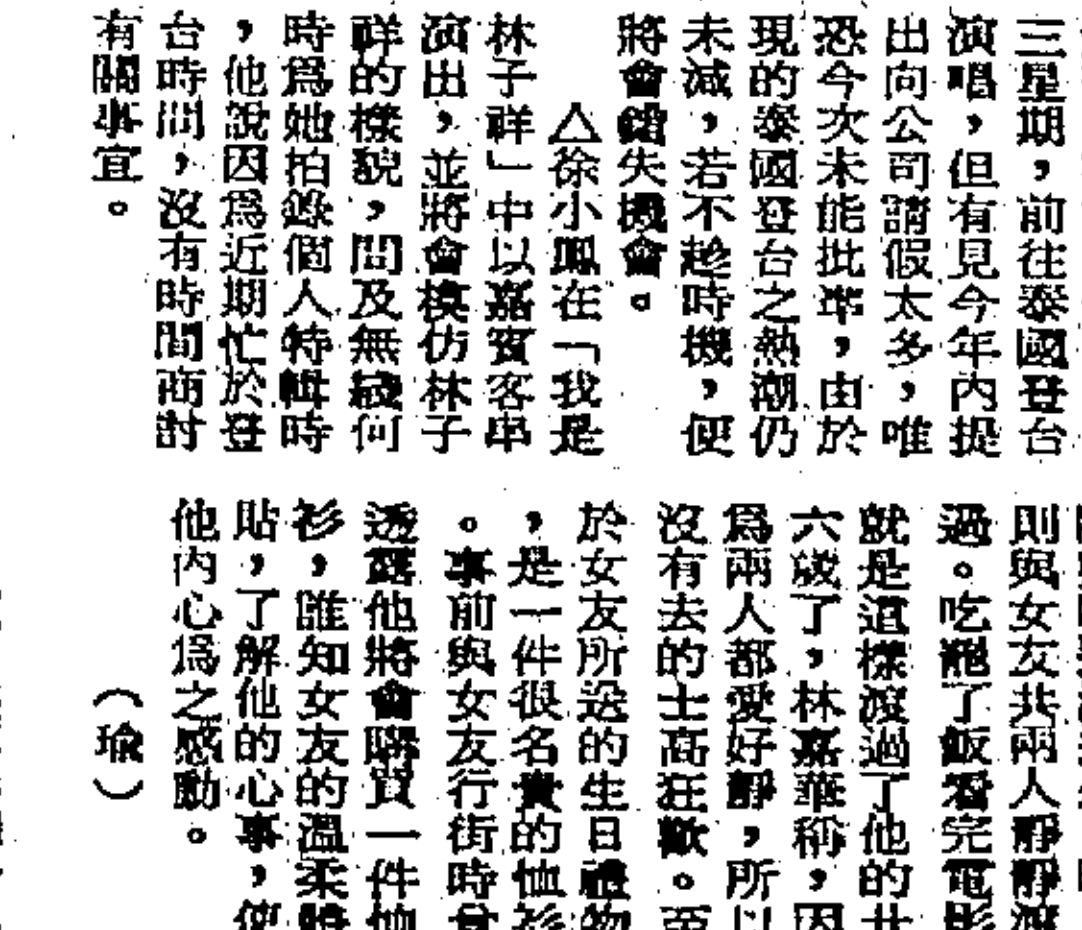 三星期，前往泰國登台
演唱，但有見今年內提
出向公司請假太多，唯
恐今次未能批準，由於
現的泰國登台之熱潮仍
未減，若不趁時機，便
將會錯失機會。
△徐小鳳在「我是
林子祥」中以嘉賓客串
演出，並將會模仿林子
祥的樣貌，問及無綫何
時爲她拍錄個人特輯時
，他說因爲近期忙於登
台時間，沒有時間商討
有關事宜。
則與女友共兩人靜靜渡
過。吃飽了飯看完電影
就是這樣渡過了他的廿
六歲了，林嘉華稱，因
爲兩人都愛好靜，所以
沒有去的士高狂歡。至
於女友所送的生日禮物
，是一件很名貴的恤衫
。事前與女友行街時曾
透露他將會購買一件恤
衫，誰知女友的溫柔體
貼，了解他的心事，使
他內心爲之感動。
（瑜）